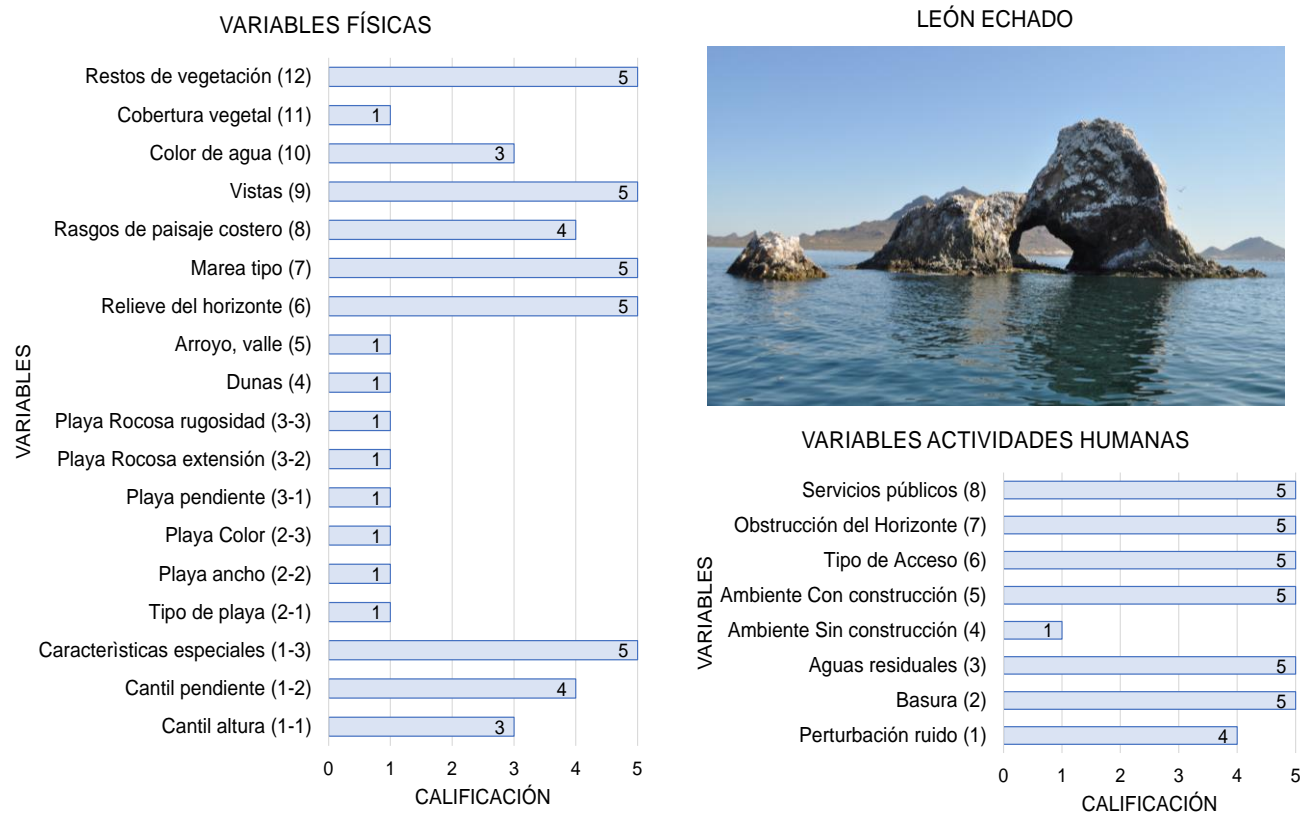 VARIABLES FÍSICAS
VARIABLES
Restos de vegetación (12) 5
Cobertura vegetal (11) 1
Color de agua (10) 3
Vistas (9) 5
Rasgos de paisaje costero (8) 4
Marea tipo (7) 5
Relieve del horizonte (6) 5
Arroyo, valle (5) 1
Dunas (4) 1
Playa Rocosa rugosidad (3-3) 1
Playa Rocosa extensión (3-2) 1
Playa pendiente (3-1) 1
Playa Color (2-3) 1
Playa ancho (2-2) 1
Tipo de playa (2-1) 1
Caracterìsticas especiales (1-3) 5
Cantil pendiente (1-2) 4
Cantil altura (1-1) 3
0 1 2 3 4 5
CALIFICACIÓN
LEÓN ECHADO
VARIABLES ACTIVIDADES HUMANAS
VARIABLES
Servicios públicos (8) 5
Obstrucción del Horizonte (7) 5
Tipo de Acceso (6) 5
Ambiente Con construcción (5) 5
Ambiente Sin construcción (4) 1
Aguas residuales (3) 5
Basura (2) 5
Perturbación ruido (1) 4
0 1 2 3 4 5
CALIFICACIÓN